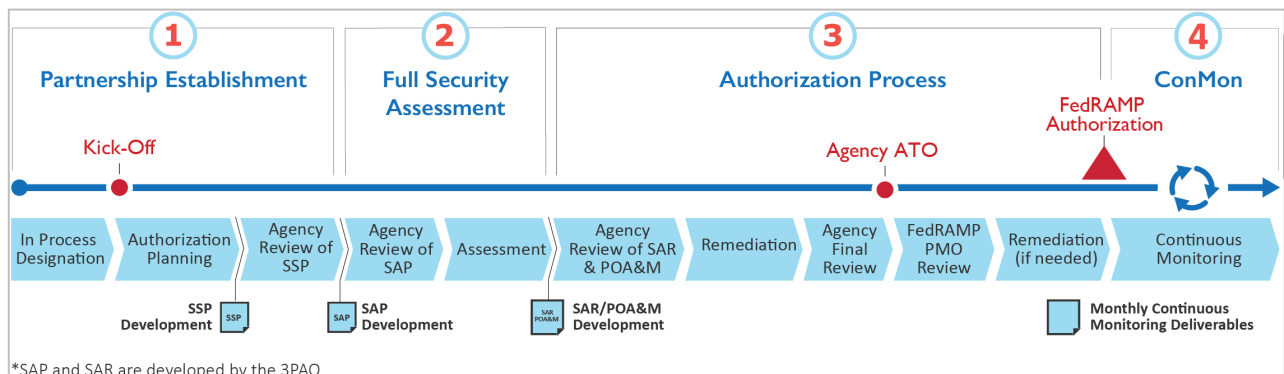 1
2
3
4
Partnership Establishment
Full Security
Assessment
Authorization Process
ConMon
Kick-Off
Agency ATO
FedRAMP
Authorization
In Process
Designation
Authorization
Planning
Agency
Review of
SSP
Agency
Review of
SAP
Assessment
Agency
Review of SAR
& POA&M
Remediation
Agency
Final
Review
FedRAMP
PMO
Review
Remediation
(if needed)
Continuous
Monitoring
SSP
Development
SSP
SAP
SAP
Development
SAR
POA&M
SAR/POA&M
Development
Monthly Continuous
Monitoring Deliverables
*SAP and SAR are developed by the 3PAO